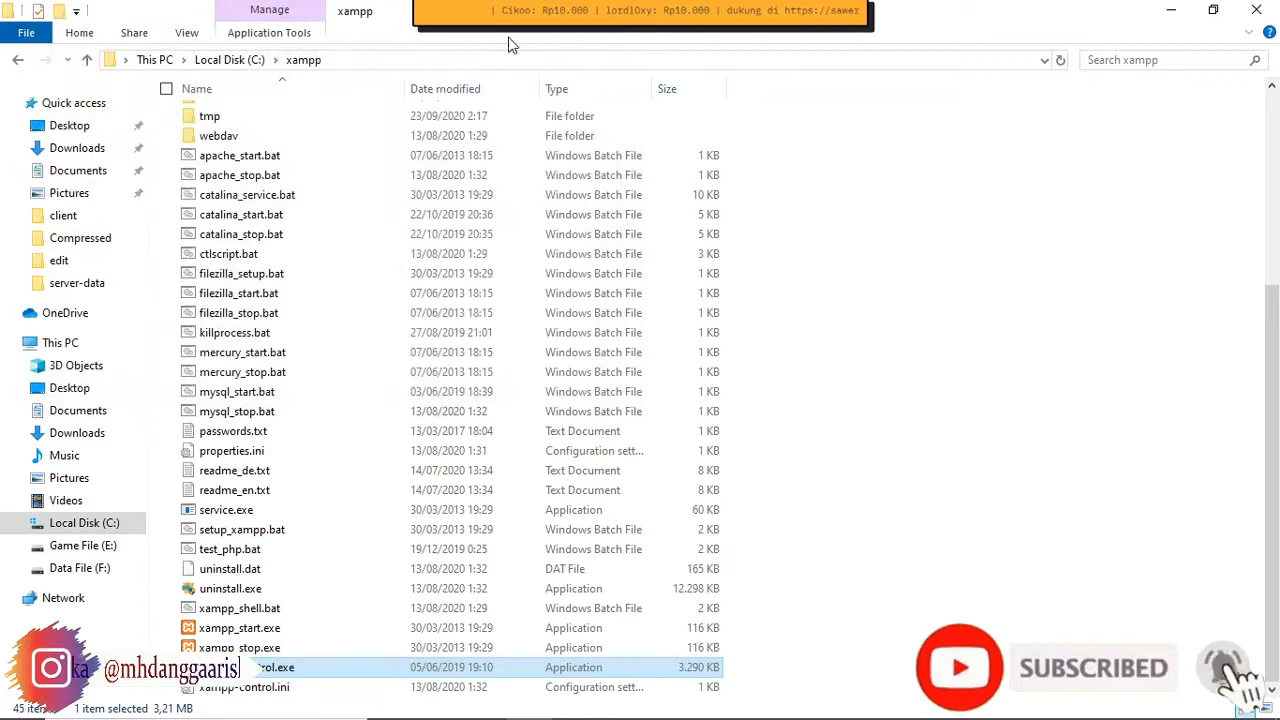 Manage
xampp
| Cikoo: Rp10.000 | lordlOxy: Rp10.000 | dukung di https://sawer
File Home Share View Application Tools
This PC Local Disk (C:) xampp
Search xampp
Name Date modified Type Size
tmp 23/09/2020 2:17 File folder
webdav 13/08/2020 1:29 File folder
apache_start.bat 07/06/2013 18:15 Windows Batch File 1 KB
apache_stop.bat 13/08/2020 1:32 Windows Batch File 1 KB
catalina_service.bat 30/03/2013 19:29 Windows Batch File 10 KB
catalina_start.bat 22/10/2019 20:36 Windows Batch File 5 KB
catalina_stop.bat 22/10/2019 20:35 Windows Batch File 5 KB
ctlscript.bat 13/08/2020 1:29 Windows Batch File 3 KB
filezilla_setup.bat 30/03/2013 19:29 Windows Batch File 1 KB
filezilla_start.bat 07/06/2013 18:15 Windows Batch File 1 KB
filezilla_stop.bat 07/06/2013 18:15 Windows Batch File 1 KB
killprocess.bat 27/08/2019 21:01 Windows Batch File 1 KB
mercury_start.bat 07/06/2013 18:15 Windows Batch File 1 KB
mercury_stop.bat 07/06/2013 18:15 Windows Batch File 1 KB
mysql_start.bat 03/06/2019 18:39 Windows Batch File 1 KB
mysql_stop.bat 13/08/2020 1:32 Windows Batch File 1 KB
passwords.txt 13/03/2017 18:04 Text Document 1 KB
properties.ini 13/08/2020 1:31 Configuration sett... 1 KB
readme_de.txt 14/07/2020 13:34 Text Document 8 KB
readme_en.txt 14/07/2020 13:34 Text Document 8 KB
service.exe 30/03/2013 19:29 Application 60 KB
setup_xampp.bat 30/03/2013 19:29 Windows Batch File 2 KB
test_php.bat 19/12/2019 0:25 Windows Batch File 2 KB
uninstall.dat 13/08/2020 1:32 DAT File 165 KB
uninstall.exe 13/08/2020 1:32 Application 12.298 KB
xampp_shell.bat 13/08/2020 1:29 Windows Batch File 2 KB
xampp_start.exe 30/03/2013 19:29 Application 116 KB
xampp_stop.exe 30/03/2013 19:29 Application 116 KB
rol.exe 05/06/2019 19:10 Application 3.290 KB
xampp-control.ini 13/08/2020 1:32 Configuration sett... 1 KB
Quick access
Desktop
Downloads
Documents
Pictures
client
Compressed
edit
server-data
OneDrive
This PC
3D Objects
Desktop
Documents
Downloads
Music
Pictures
Videos
Local Disk (C:)
Game File (E:)
Data File (F:)
Network
ka @mhdanggaarisl
SUBSCRIBED
45 items 1 item selected 3,21 MB